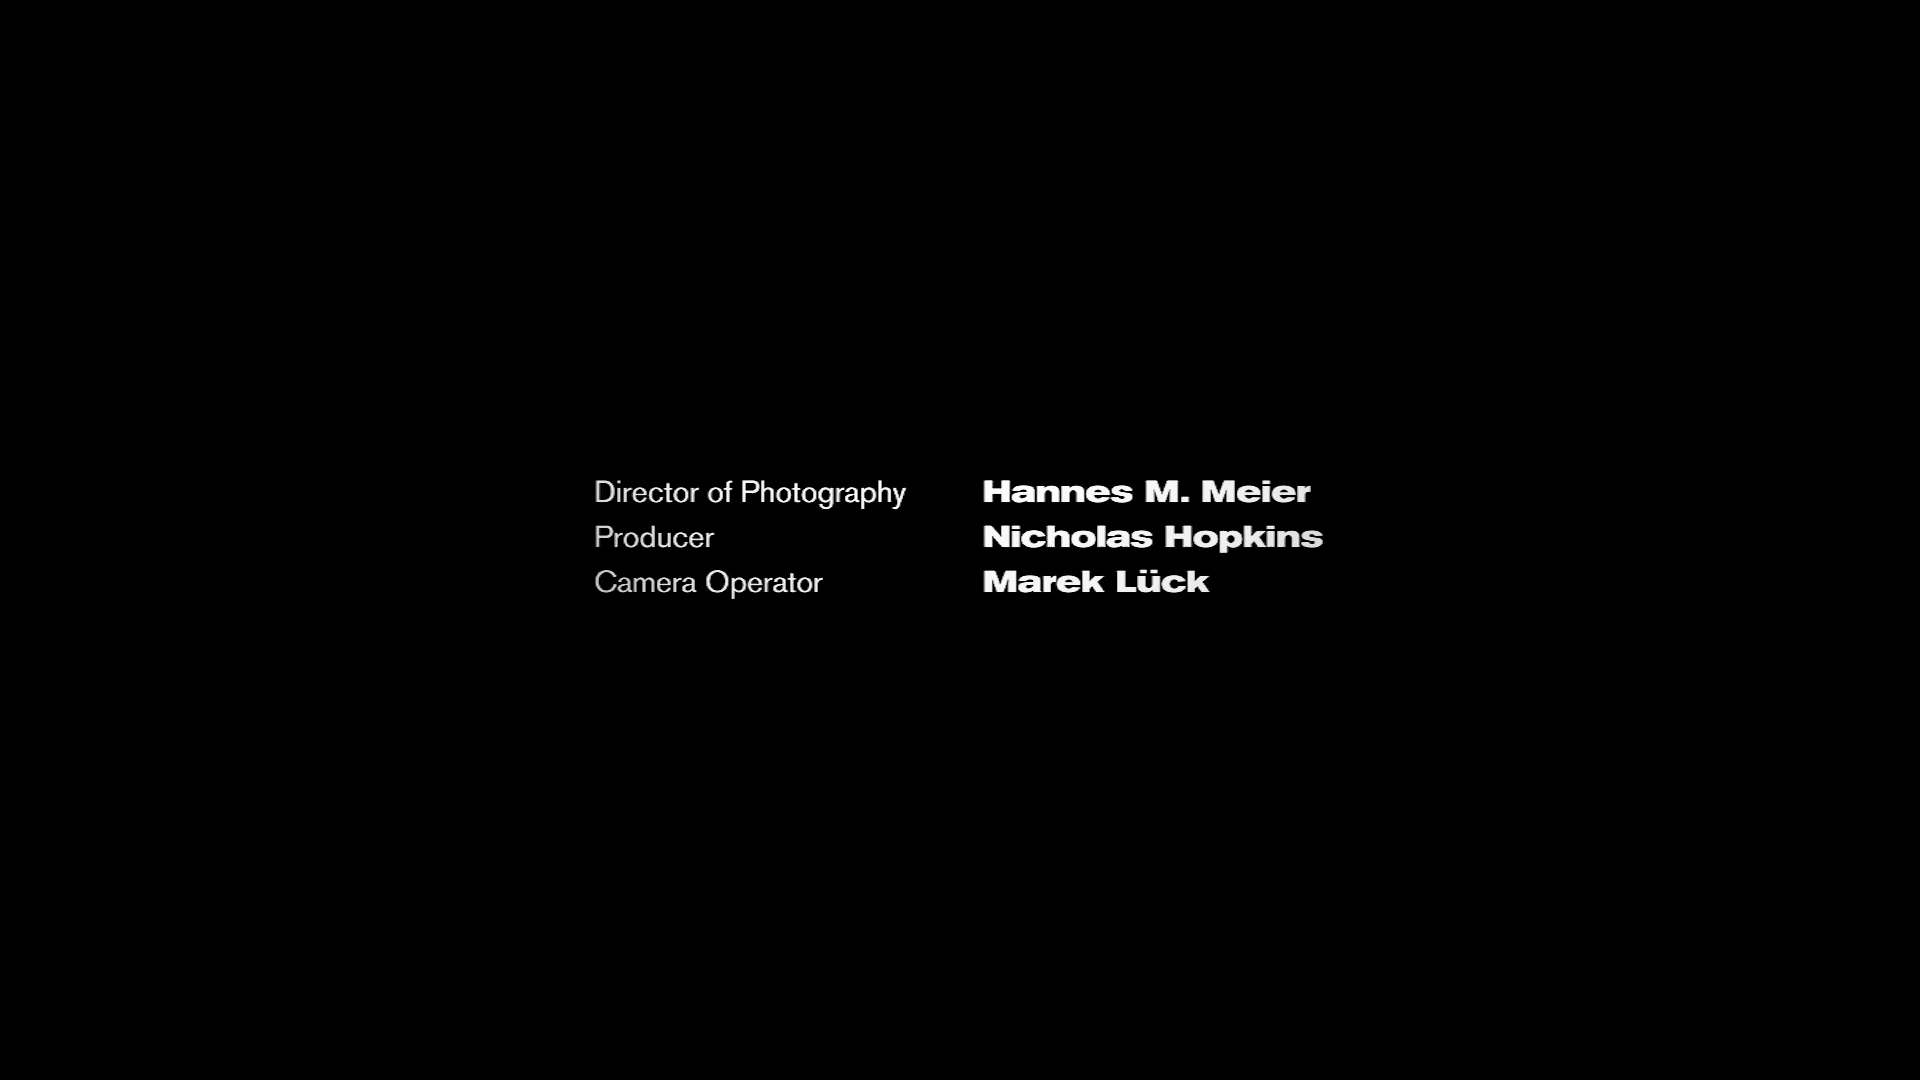 Director of Photography Hannes M. Meier
Producer Nicholas Hopkins
Camera Operator Marek Lück